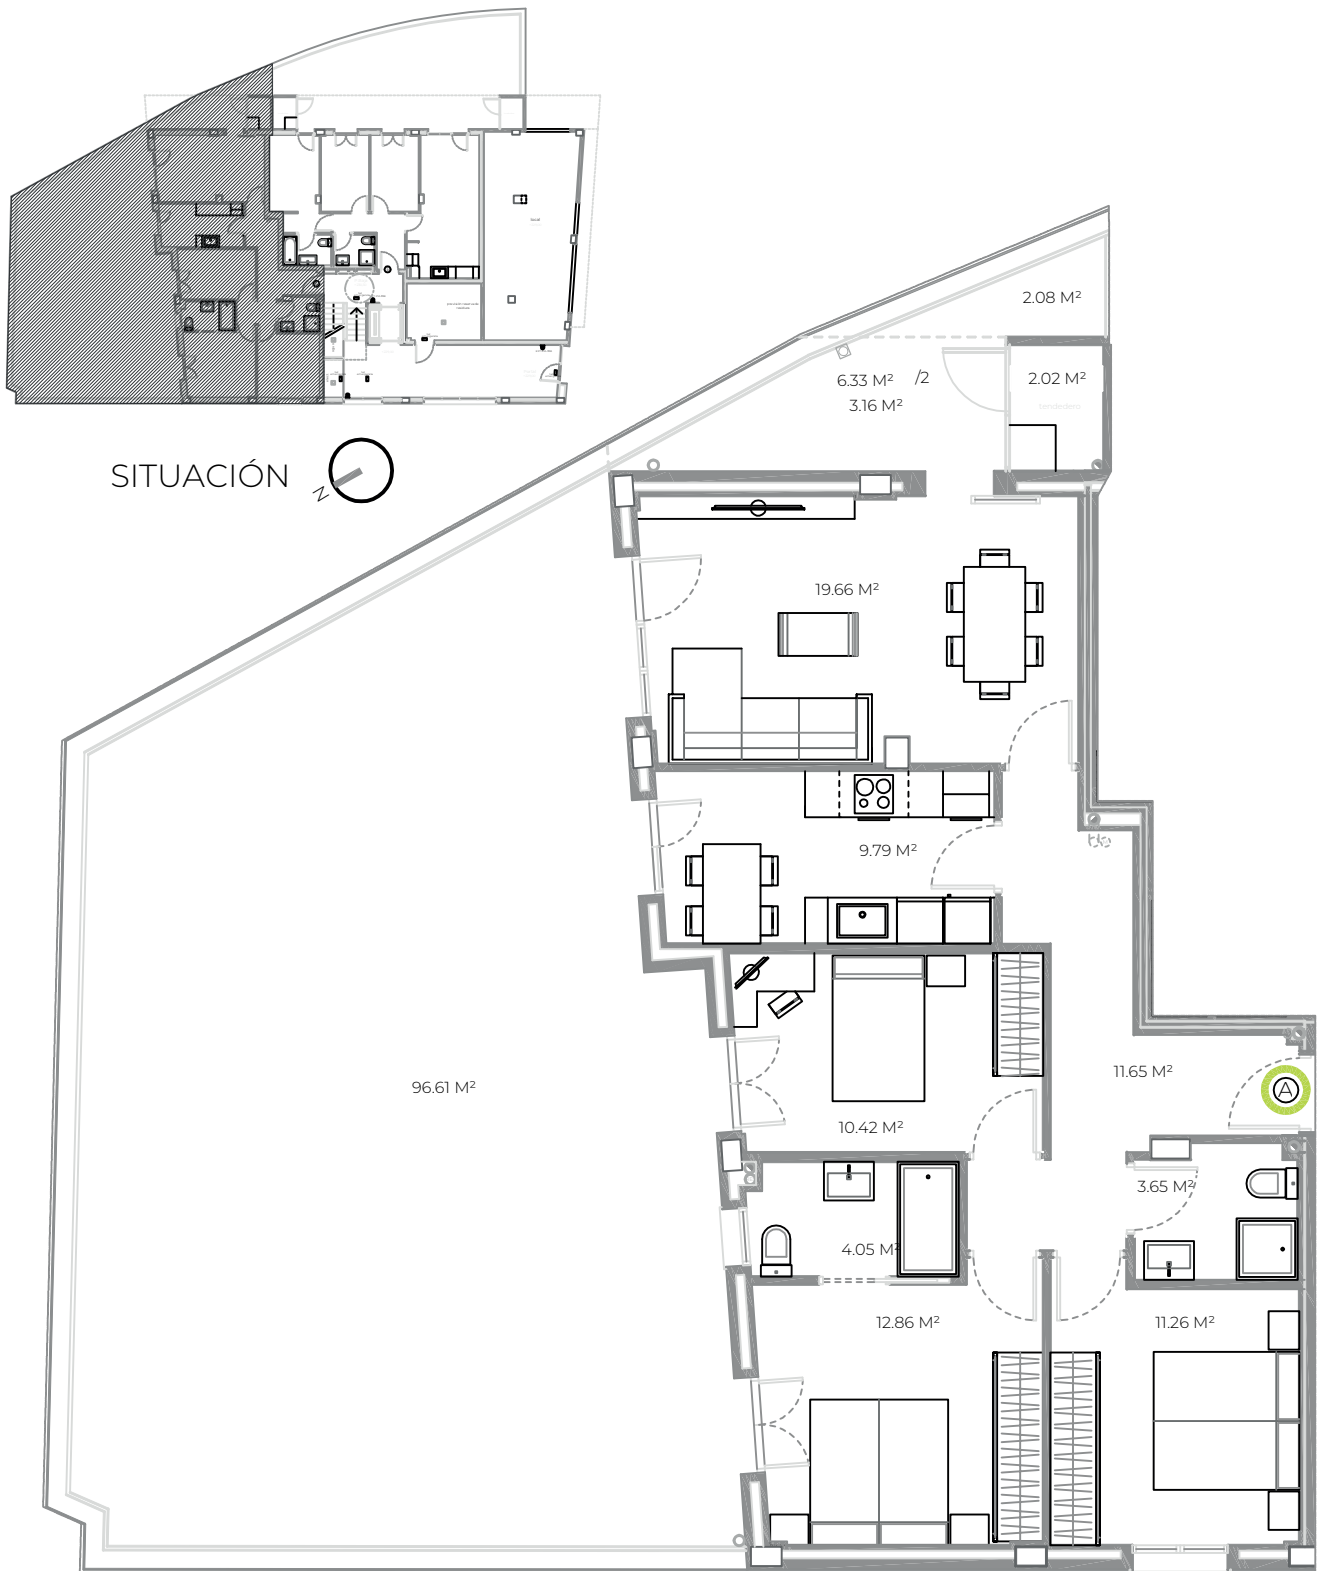 2.08 M²
6.33 M² /2
3.16 M²
2.02 M²
tendedero
SITUACIÓN
N
19.66 M²
9.79 M²
96.61 M²
11.65 M²
A
10.42 M²
3.65 M²
4.05 M²
12.86 M²
11.26 M²